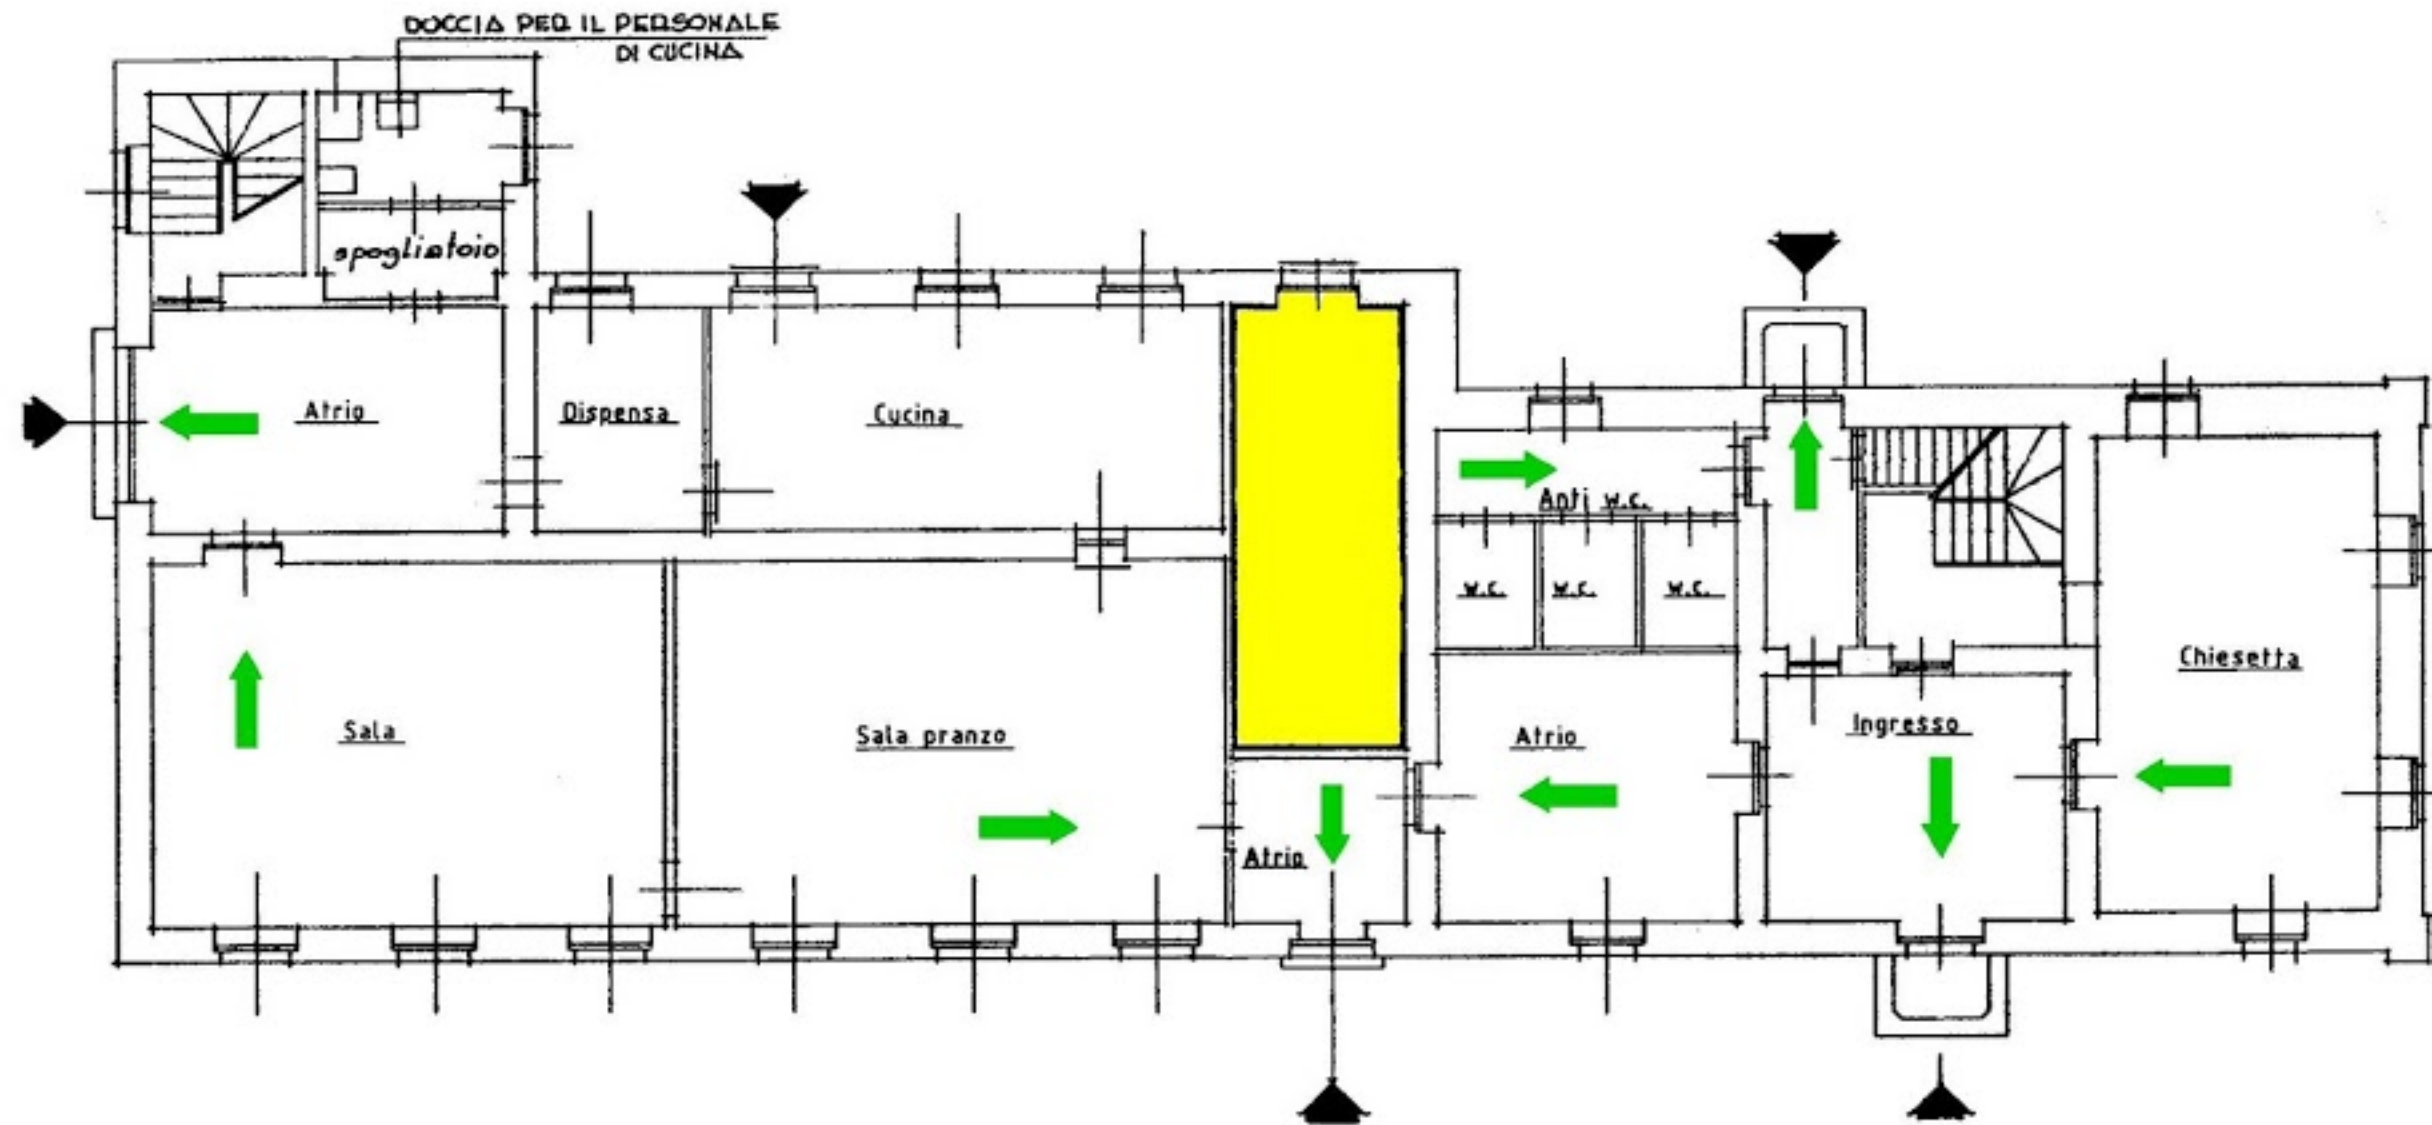 DOCCIA PER IL PERSONALE
DI CUCINA
spogliatoio
Atrio
Dispensa
Cucina
Anti w.c.
w.c.
w.c.
w.c.
Chiesetta
Sala
Sala pranzo
Atrio
Ingresso
Atrio